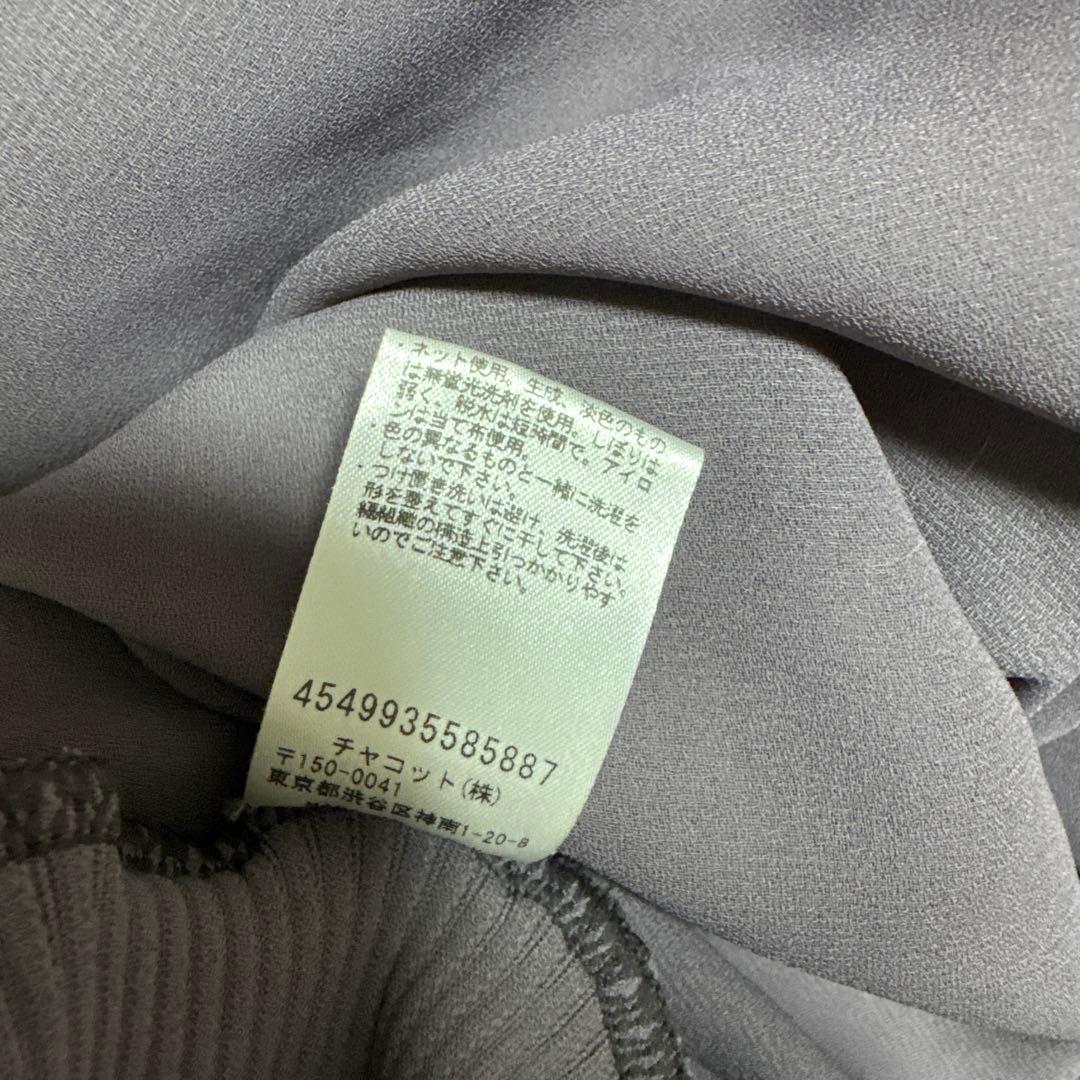 ネット使用。生成、淡色のもの
は無蛍光洗剤を使用。しぼりは
弱く、脱水は短時間で。アイロ
ンは当て布使用。
・色の異なるものと一緒に洗濯を
しないで下さい。
・つけ置き洗いは避け、洗濯後は
形を整えてすぐに干して下さい。
の構造上引っかかりやす
いのでご注意下さい。
4549935585887
チャコット(株)
〒150-0041
東京都渋谷区神南1-20-8